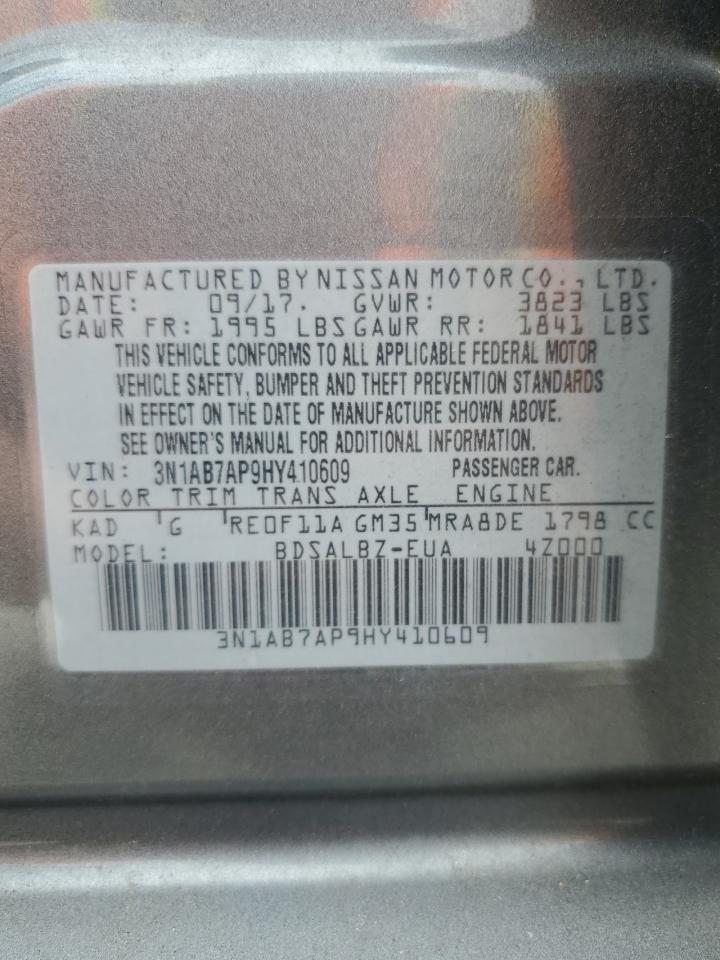 MANUFACTURED BY NISSAN MOTOR CO., LTD.
DATE: 09/17. GVWR: 3823 LBS
GAWR FR: 1995 LBS GAWR RR: 1841 LBS
THIS VEHICLE CONFORMS TO ALL APPLICABLE FEDERAL MOTOR
VEHICLE SAFETY, BUMPER AND THEFT PREVENTION STANDARDS
IN EFFECT ON THE DATE OF MANUFACTURE SHOWN ABOVE.
SEE OWNER'S MANUAL FOR ADDITIONAL INFORMATION.
VIN: 3N1AB7AP9HY410609 PASSENGER CAR.
COLOR TRIM TRANS AXLE ENGINE
KAD G RE0F11A GM35 MRA8DE 1798 CC
MODEL: BDSALBZ-EUA 4Z000
3N1AB7AP9HY410609